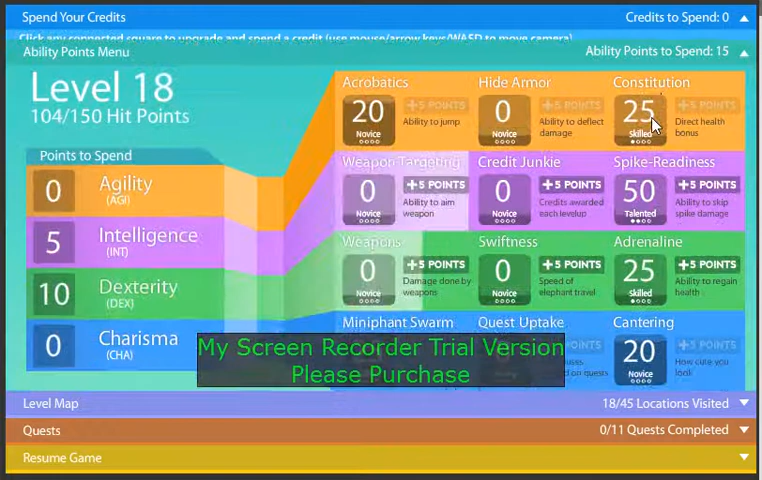 Spend Your Credits
Credits to Spend: 0
Click any connected square to upgrade and spend a credit (use mouse/arrow keys/WASD to move camera)
Ability Points Menu
Ability Points to Spend: 15
Level 18
104/150 Hit Points
Points to Spend
0 Agility
(AGI)
5 Intelligence
(INT)
10 Dexterity
(DEX)
0 Charisma
(CHA)
Acrobatics
20 +5 POINTS
Novice
Ability to jump
Hide Armor
0 +5 POINTS
Novice
Ability to deflect
damage
Constitution
25 +5 POINTS
Skilled
Direct health
bonus
Weapon Targeting
0 +5 POINTS
Novice
Ability to aim
weapon
Credit Junkie
0 +5 POINTS
Novice
Credits awarded
each levelup
Spike-Readiness
50 +5 POINTS
Talented
Ability to skip
spike damage
Weapons
0 +5 POINTS
Novice
Damage done by
weapons
Swiftness
0 +5 POINTS
Novice
Speed of
elephant travel
Adrenaline
25 +5 POINTS
Skilled
Ability to regain
health
Miniphant Swarm
Quest Uptake
on quests
Cantering
20 +5 POINTS
Novice
How cute you
look
My Screen Recorder Trial Version
Please Purchase
Level Map
18/45 Locations Visited
Quests
0/11 Quests Completed
Resume Game